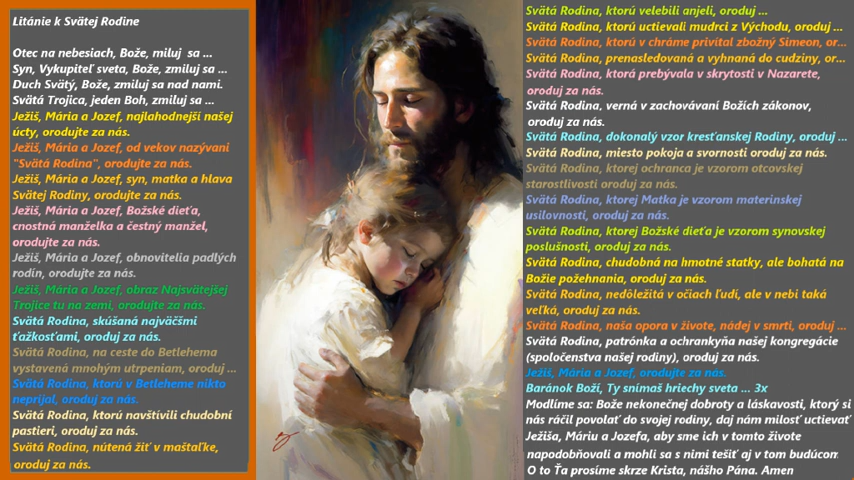 Litánie k Svätej Rodine
Otec na nebesiach, Bože, miluj sa ...
Syn, Vykupiteľ sveta, Bože, zmiluj sa ...
Duch Svätý, Bože, zmiluj sa nad nami.
Svätá Trojica, jeden Boh, zmiluj sa ...
Ježiš, Mária a Jozef, najlahodnejší našej
úcty, orodujte za nás.
Ježiš, Mária a Jozef, od vekov nazývaní
"Svätá Rodina", orodujte za nás.
Ježiš, Mária a Jozef, syn, matka a hlava
Svätej Rodiny, orodujte za nás.
Ježiš, Mária a Jozef, Božské dieťa,
cnostná manželka a čestný manžel,
orodujte za nás.
Ježiš, Mária a Jozef, obnovitelia padlých
rodín, orodujte za nás.
Ježiš, Mária a Jozef, obraz Najsvätejšej
Trojice tu na zemi, orodujte za nás.
Svätá Rodina, skúšaná najväčšmi
ťažkosťami, oroduj za nás.
Svätá Rodina, na ceste do Betlehema
vystavená mnohým utrpeniam, oroduj ...
Svätá Rodina, ktorú v Betleheme nikto
neprijal, oroduj za nás.
Svätá Rodina, ktorú navštívili chudobní
pastieri, oroduj za nás.
Svätá Rodina, nútená žiť v maštaľke,
oroduj za nás.
Svätá Rodina, ktorú velebili anjeli, oroduj ...
Svätá Rodina, ktorú uctievali mudrci z Východu, oroduj ...
Svätá Rodina, ktorú v chráme privítal zbožný Simeon, or...
Svätá Rodina, prenasledovaná a vyhnaná do cudziny, or...
Svätá Rodina, ktorá prebývala v skrytosti v Nazarete,
oroduj za nás.
Svätá Rodina, verná v zachovávaní Božích zákonov,
oroduj za nás.
Svätá Rodina, dokonalý vzor kresťanskej Rodiny, oroduj ...
Svätá Rodina, miesto pokoja a svornosti oroduj za nás.
Svätá Rodina, ktorej ochranca je vzorom otcovskej
starostlivosti oroduj za nás.
Svätá Rodina, ktorej Matka je vzorom materinskej
usilovnosti, oroduj za nás.
Svätá Rodina, ktorej Božské dieťa je vzorom synovskej
poslušnosti, oroduj za nás.
Svätá Rodina, chudobná na hmotné statky, ale bohatá na
Božie požehnania, oroduj za nás.
Svätá Rodina, nedôležitá v očiach ľudí, ale v nebi taká
veľká, oroduj za nás.
Svätá Rodina, naša opora v živote, nádej v smrti, oroduj ...
Svätá Rodina, patrónka a ochrankyňa našej kongregácie
(spoločenstva našej rodiny), oroduj za nás.
Ježiš, Mária a Jozef, orodujte za nás.
Baránok Boží, Ty snímaš hriechy sveta ... 3x
Modlíme sa: Bože nekonečnej dobroty a láskavosti, ktorý si
nás ráčil povolať do svojej rodiny, daj nám milosť uctievať
Ježiša, Máriu a Jozefa, aby sme ich v tomto živote
napodobňovali a mohli sa s nimi tešiť aj v tom budúcom
O to Ťa prosíme skrze Krista, nášho Pána. Amen